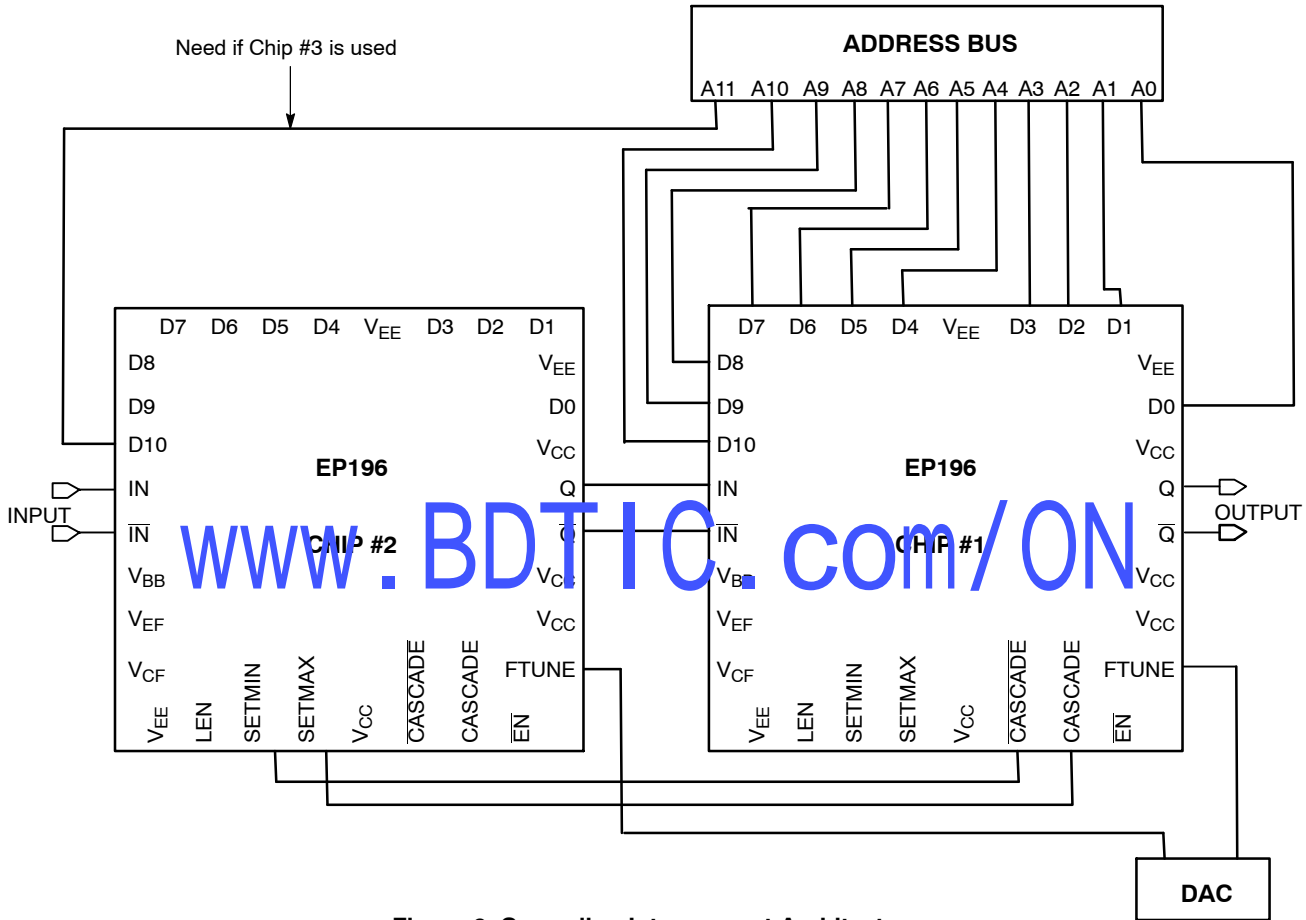 Need if Chip #3 is used
ADDRESS BUS
A11 A10 A9 A8 A7 A6 A5 A4 A3 A2 A1 A0
D7 D6 D5 D4 VEE D3 D2 D1
D8
VEE
D9
D0
D10
VCC
EP196
IN
Q
INPUT
IN
Q
CHIP #2
VBB
VCC
VEF
VCC
VCF
FTUNE
VEE
LEN
SETMIN
SETMAX
VCC
CASCADE
CASCADE
EN
D7 D6 D5 D4 VEE D3 D2 D1
D8
VEE
D9
D0
D10
VCC
EP196
IN
Q
OUTPUT
IN
Q
CHIP #1
VBB
VCC
VEF
VCC
VCF
FTUNE
VEE
LEN
SETMIN
SETMAX
VCC
CASCADE
CASCADE
EN
www.BDTIC.com/ON
DAC